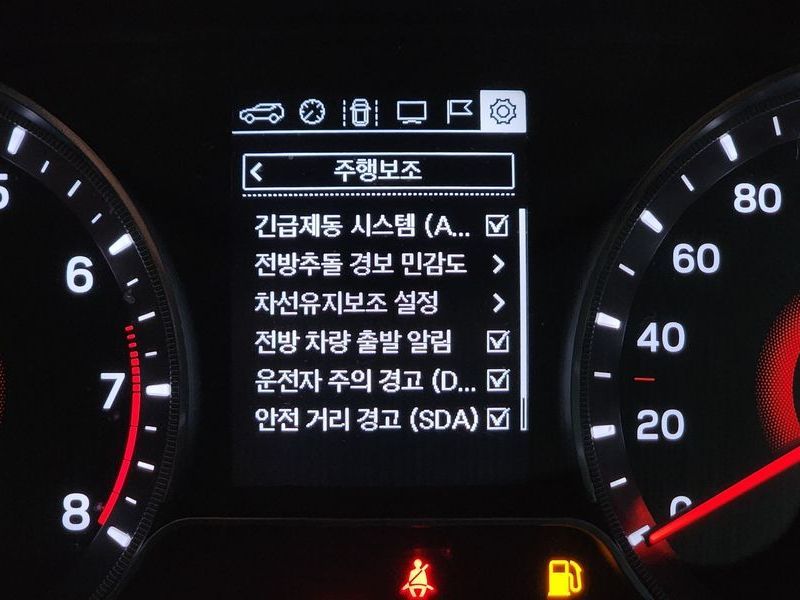 주행보조
긴급제동 시스템 (A...
전방추돌 경보 민감도
차선유지보조 설정
전방 차량 출발 알림
운전자 주의 경고 (D...
안전 거리 경고 (SDA)
5
6
7
8
80
60
40
20
0